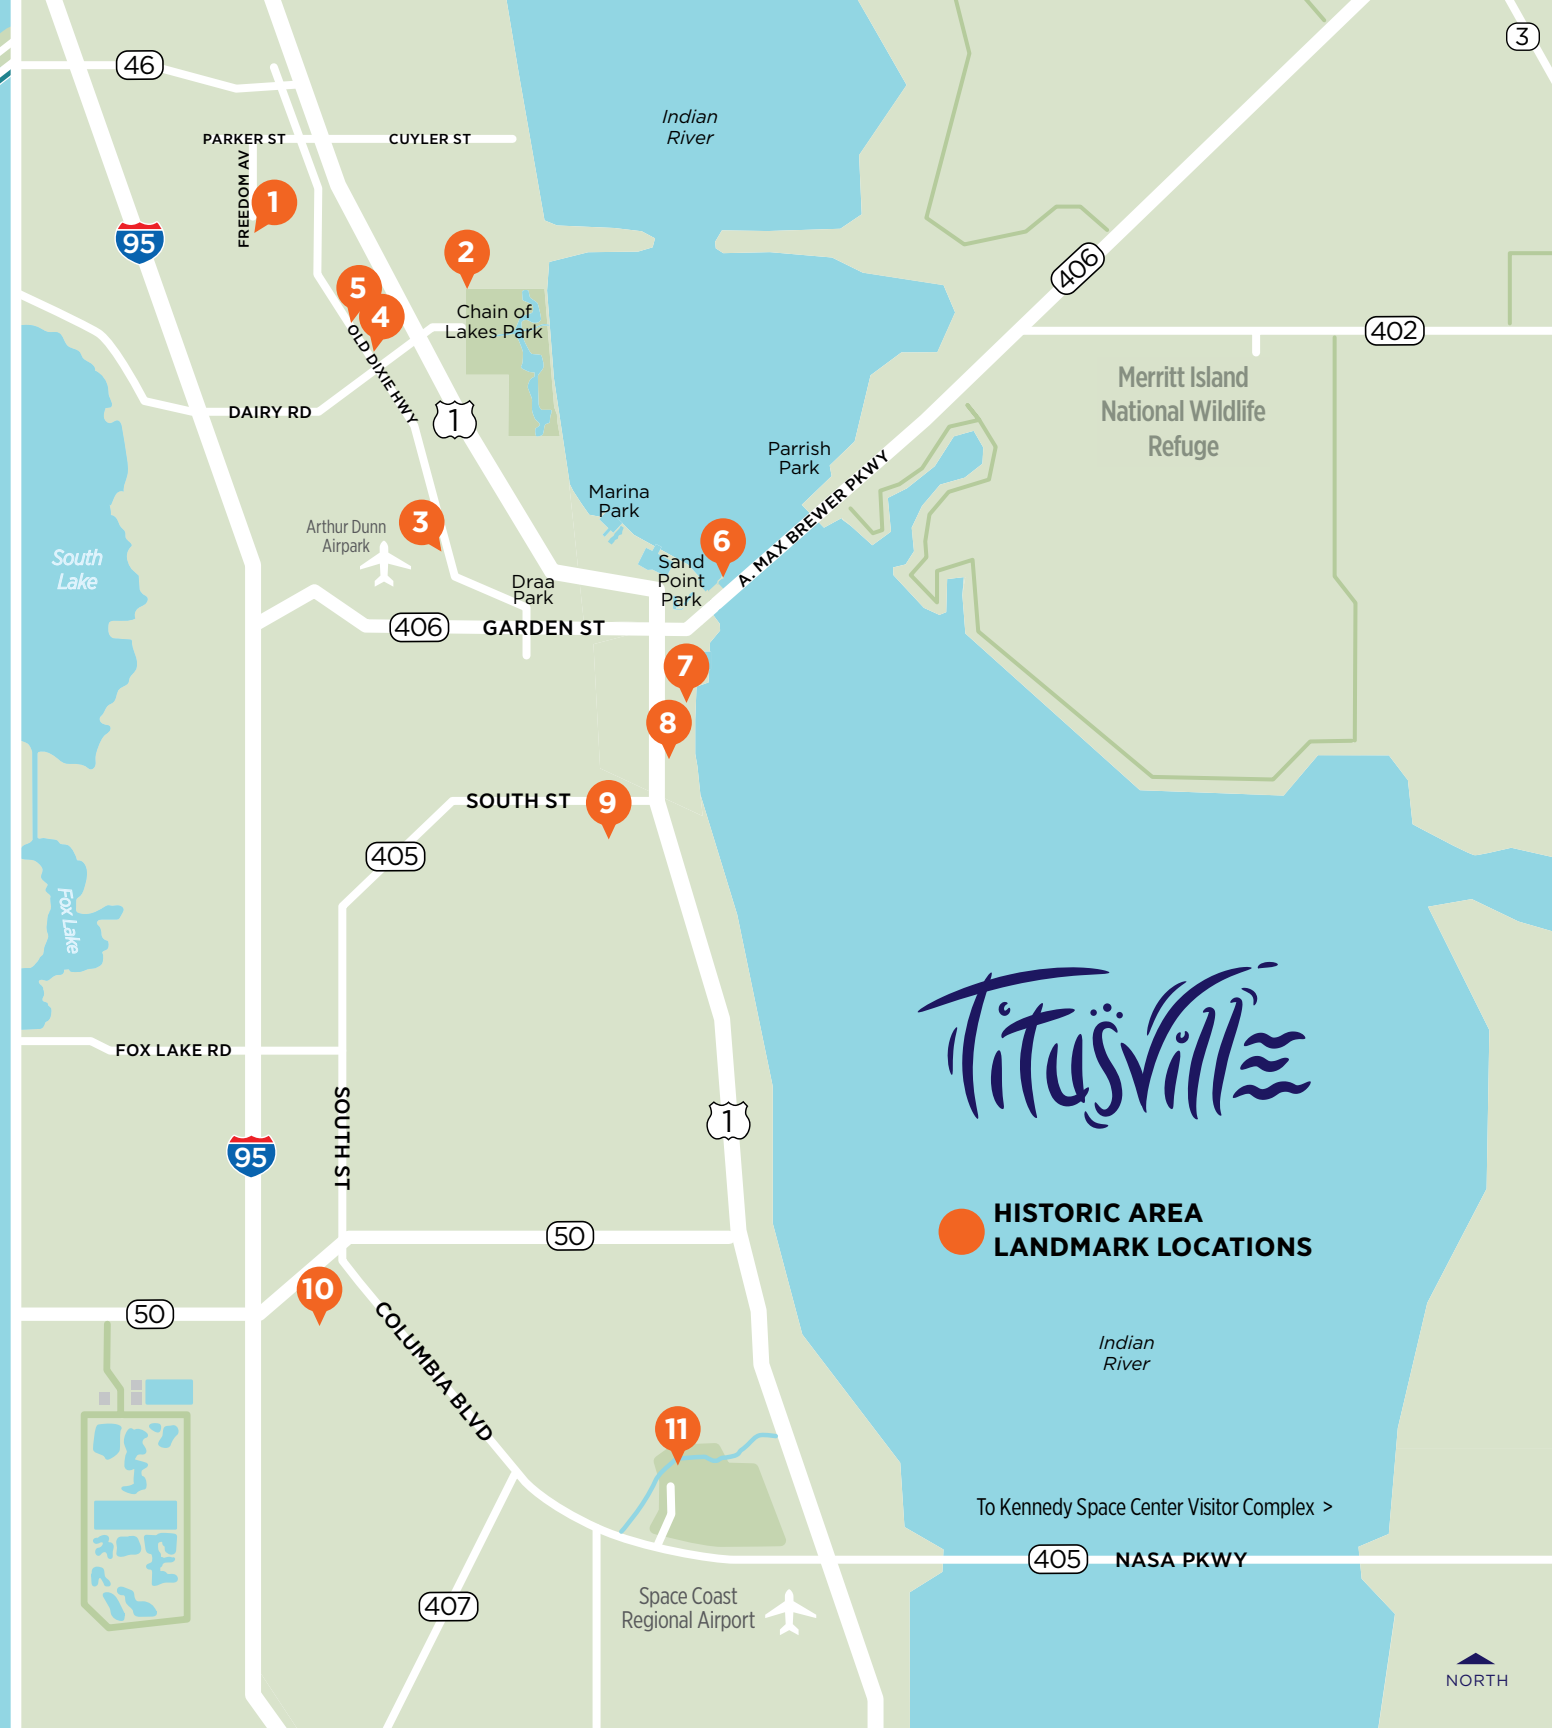 3
46
Indian
River
PARKER ST
CUYLER ST
FREEDOM AV
1
95
2
406
5
4
Chain of
Lakes Park
402
OLD DIXIE HWY
Merritt Island
National Wildlife
Refuge
DAIRY RD
1
Parrish
Park
Marina
Park
A. MAX BREWER PKWY
3
Arthur Dunn
Airpark
6
South
Lake
Sand
Point
Park
Draa
Park
406
GARDEN ST
7
8
SOUTH ST
9
405
Fox Lake
Titusville
FOX LAKE RD
SOUTH ST
1
95
HISTORIC AREA
LANDMARK LOCATIONS
50
10
50
COLUMBIA BLVD
Indian
River
11
To Kennedy Space Center Visitor Complex >
405
NASA PKWY
407
Space Coast
Regional Airport
NORTH